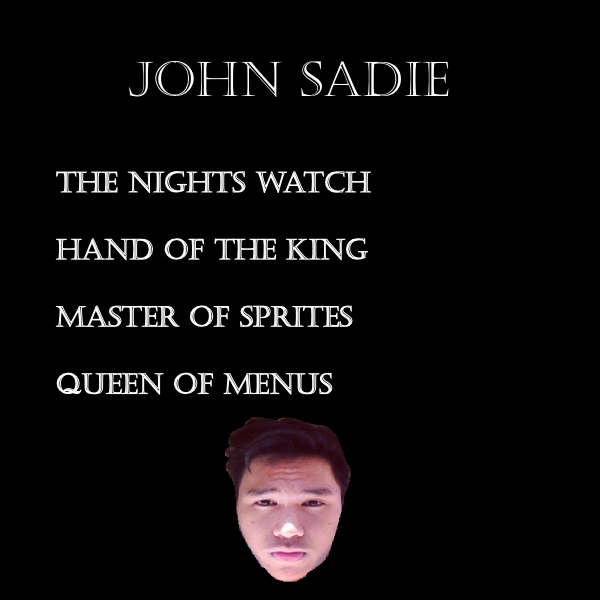 JOHN SADIE
THE NIGHTS WATCH
HAND OF THE KING
MASTER OF SPRITES
QUEEN OF MENUS